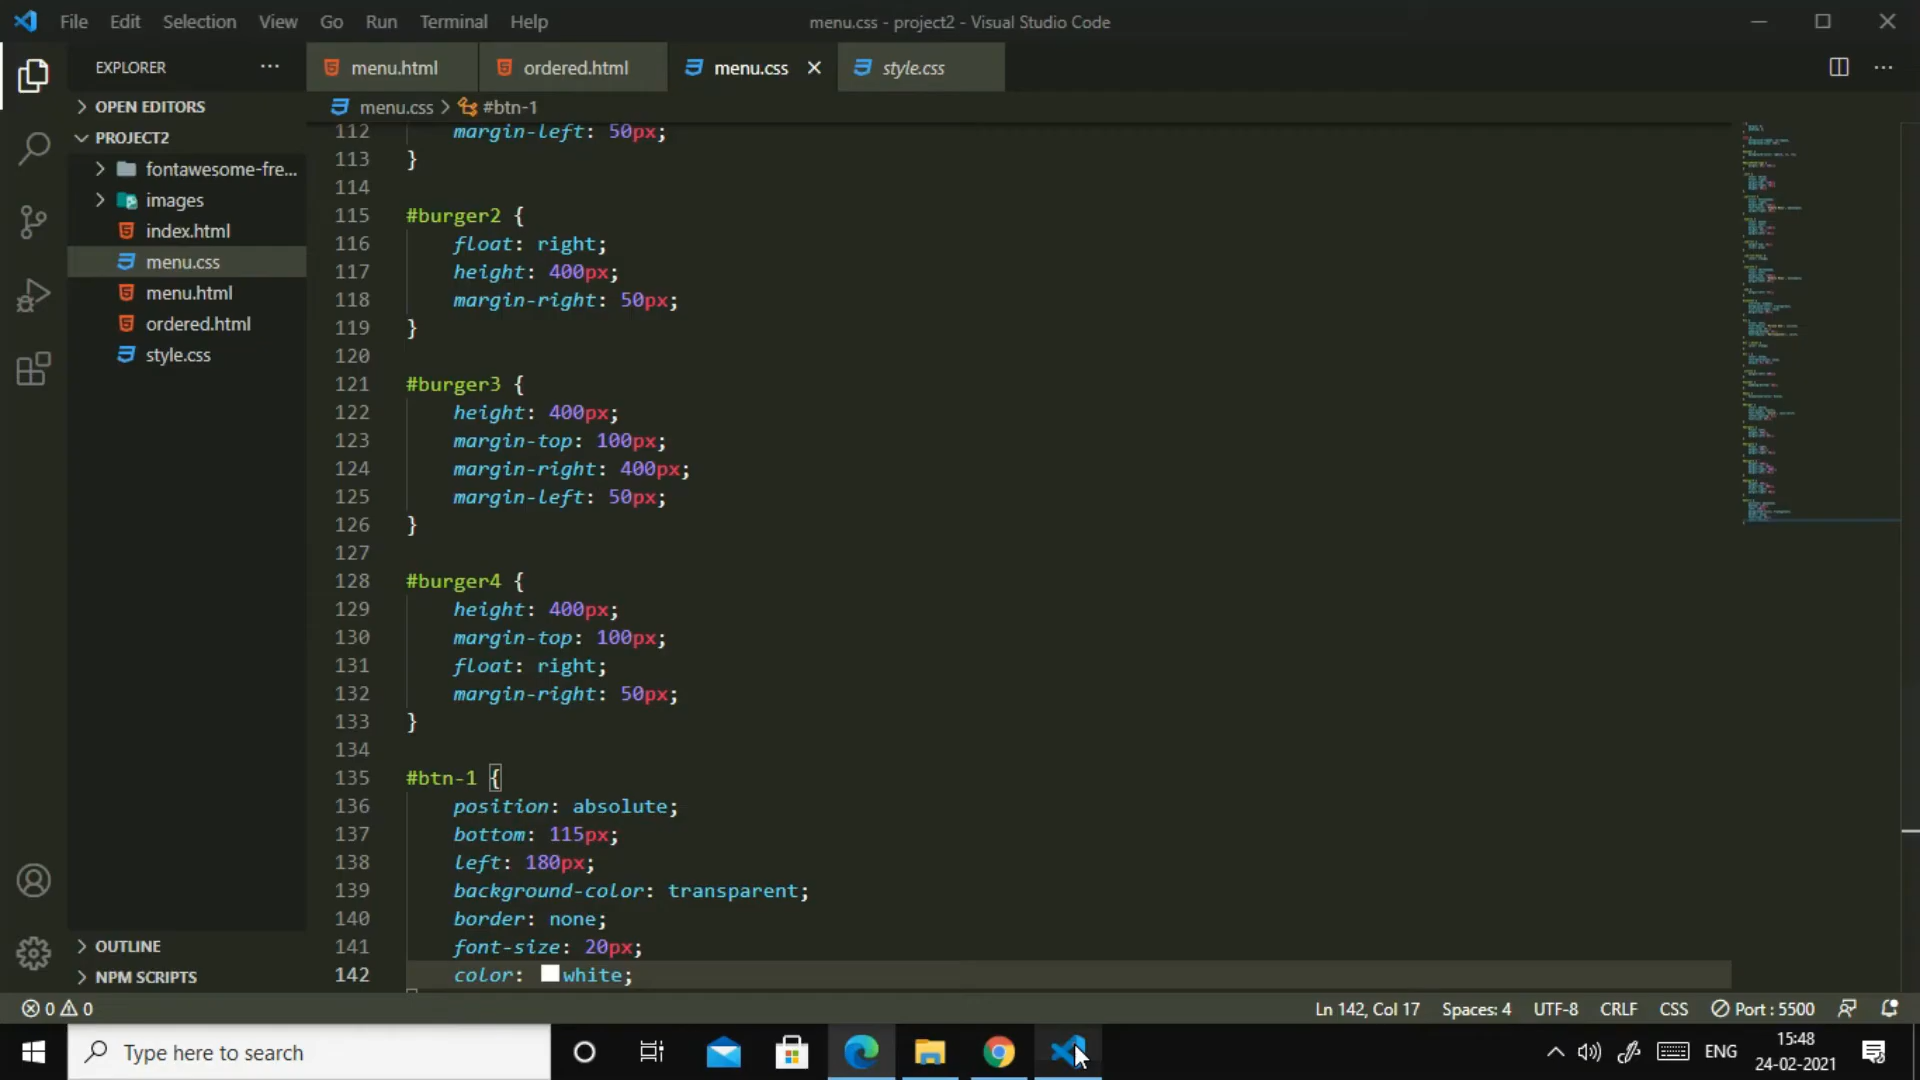 File Edit Selection View Go Run Terminal Help
menu.css - project2 - Visual Studio Code
EXPLORER
menu.html
ordered.html
menu.css
style.css
OPEN EDITORS
PROJECT2
fontawesome-fre...
images
index.html
menu.css
menu.html
ordered.html
style.css
OUTLINE
NPM SCRIPTS
menu.css > #btn-1
112 margin-left: 50px;
113 }
114
115 #burger2 {
116 float: right;
117 height: 400px;
118 margin-right: 50px;
119 }
120
121 #burger3 {
122 height: 400px;
123 margin-top: 100px;
124 margin-right: 400px;
125 margin-left: 50px;
126 }
127
128 #burger4 {
129 height: 400px;
130 margin-top: 100px;
131 float: right;
132 margin-right: 50px;
133 }
134
135 #btn-1 {
136 position: absolute;
137 bottom: 115px;
138 left: 180px;
139 background-color: transparent;
140 border: none;
141 font-size: 20px;
142 color: white;
0 0
Ln 142, Col 17 Spaces: 4 UTF-8 CRLF CSS Port : 5500
Type here to search
ENG
15:48
24-02-2021